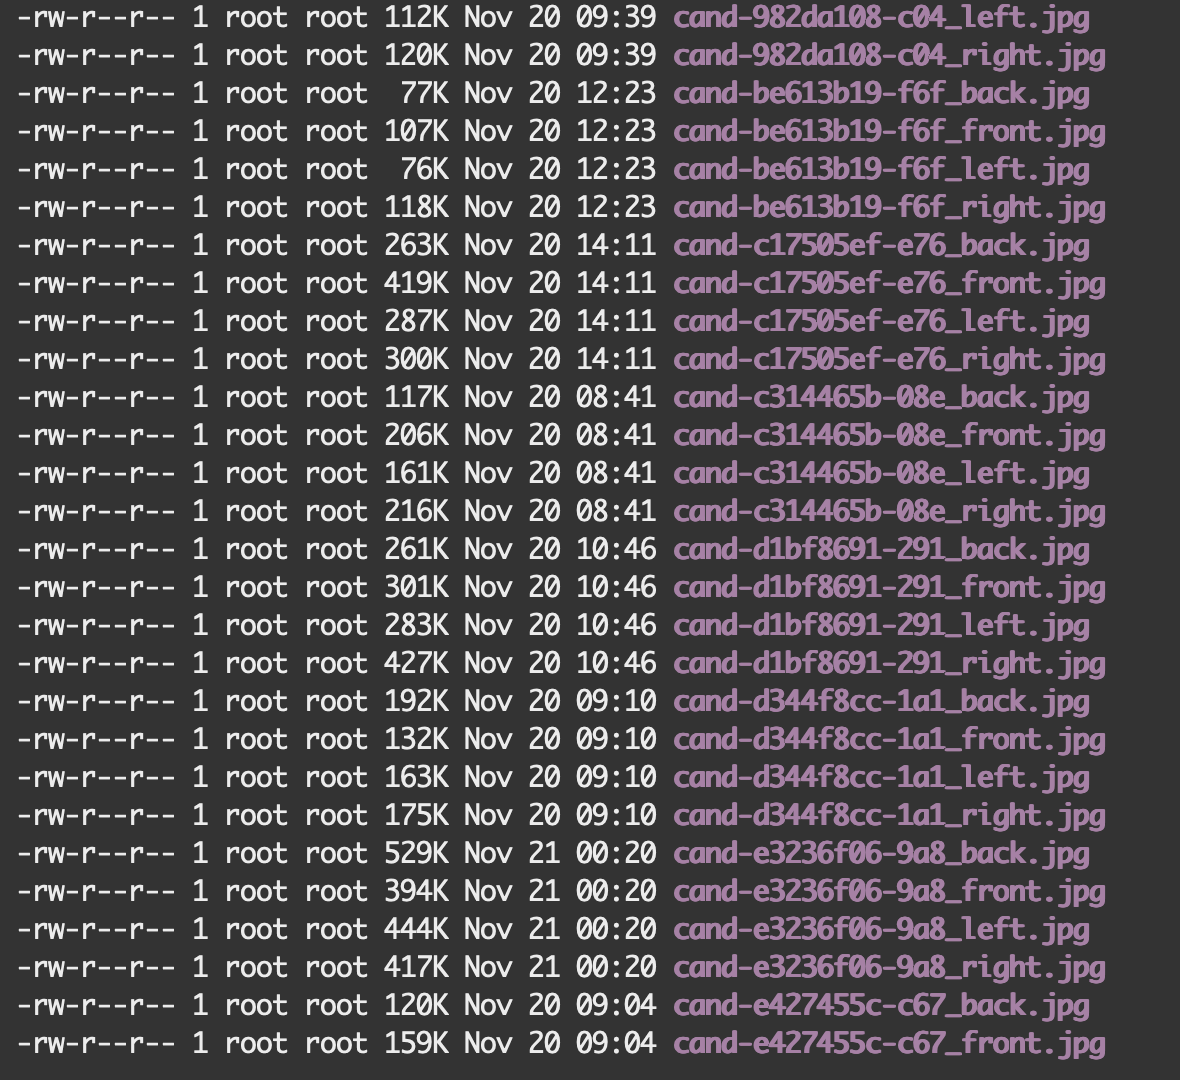 -rw-r--r-- 1 root root 112K Nov 20 09:39 cand-982da108-c04_left.jpg
-rw-r--r-- 1 root root 120K Nov 20 09:39 cand-982da108-c04_right.jpg
-rw-r--r-- 1 root root  77K Nov 20 12:23 cand-be613b19-f6f_back.jpg
-rw-r--r-- 1 root root 107K Nov 20 12:23 cand-be613b19-f6f_front.jpg
-rw-r--r-- 1 root root  76K Nov 20 12:23 cand-be613b19-f6f_left.jpg
-rw-r--r-- 1 root root 118K Nov 20 12:23 cand-be613b19-f6f_right.jpg
-rw-r--r-- 1 root root 263K Nov 20 14:11 cand-c17505ef-e76_back.jpg
-rw-r--r-- 1 root root 419K Nov 20 14:11 cand-c17505ef-e76_front.jpg
-rw-r--r-- 1 root root 287K Nov 20 14:11 cand-c17505ef-e76_left.jpg
-rw-r--r-- 1 root root 300K Nov 20 14:11 cand-c17505ef-e76_right.jpg
-rw-r--r-- 1 root root 117K Nov 20 08:41 cand-c314465b-08e_back.jpg
-rw-r--r-- 1 root root 206K Nov 20 08:41 cand-c314465b-08e_front.jpg
-rw-r--r-- 1 root root 161K Nov 20 08:41 cand-c314465b-08e_left.jpg
-rw-r--r-- 1 root root 216K Nov 20 08:41 cand-c314465b-08e_right.jpg
-rw-r--r-- 1 root root 261K Nov 20 10:46 cand-d1bf8691-291_back.jpg
-rw-r--r-- 1 root root 301K Nov 20 10:46 cand-d1bf8691-291_front.jpg
-rw-r--r-- 1 root root 283K Nov 20 10:46 cand-d1bf8691-291_left.jpg
-rw-r--r-- 1 root root 427K Nov 20 10:46 cand-d1bf8691-291_right.jpg
-rw-r--r-- 1 root root 192K Nov 20 09:10 cand-d344f8cc-1a1_back.jpg
-rw-r--r-- 1 root root 132K Nov 20 09:10 cand-d344f8cc-1a1_front.jpg
-rw-r--r-- 1 root root 163K Nov 20 09:10 cand-d344f8cc-1a1_left.jpg
-rw-r--r-- 1 root root 175K Nov 20 09:10 cand-d344f8cc-1a1_right.jpg
-rw-r--r-- 1 root root 529K Nov 21 00:20 cand-e3236f06-9a8_back.jpg
-rw-r--r-- 1 root root 394K Nov 21 00:20 cand-e3236f06-9a8_front.jpg
-rw-r--r-- 1 root root 444K Nov 21 00:20 cand-e3236f06-9a8_left.jpg
-rw-r--r-- 1 root root 417K Nov 21 00:20 cand-e3236f06-9a8_right.jpg
-rw-r--r-- 1 root root 120K Nov 20 09:04 cand-e427455c-c67_back.jpg
-rw-r--r-- 1 root root 159K Nov 20 09:04 cand-e427455c-c67_front.jpg